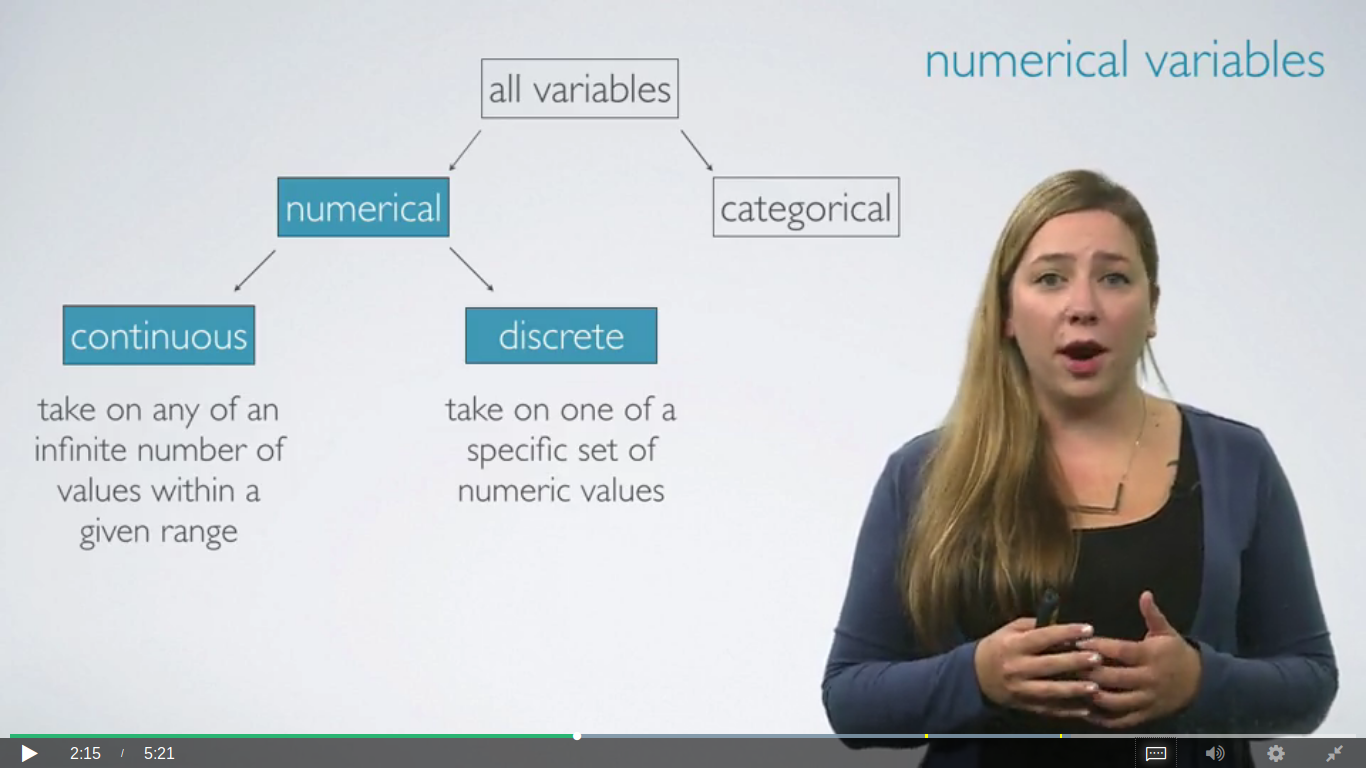 numerical variables
all variables
numerical
categorical
continuous
discrete
take on any of an
infinite number of
values within a
given range
take on one of a
specific set of
numeric values
2:15 / 5:21